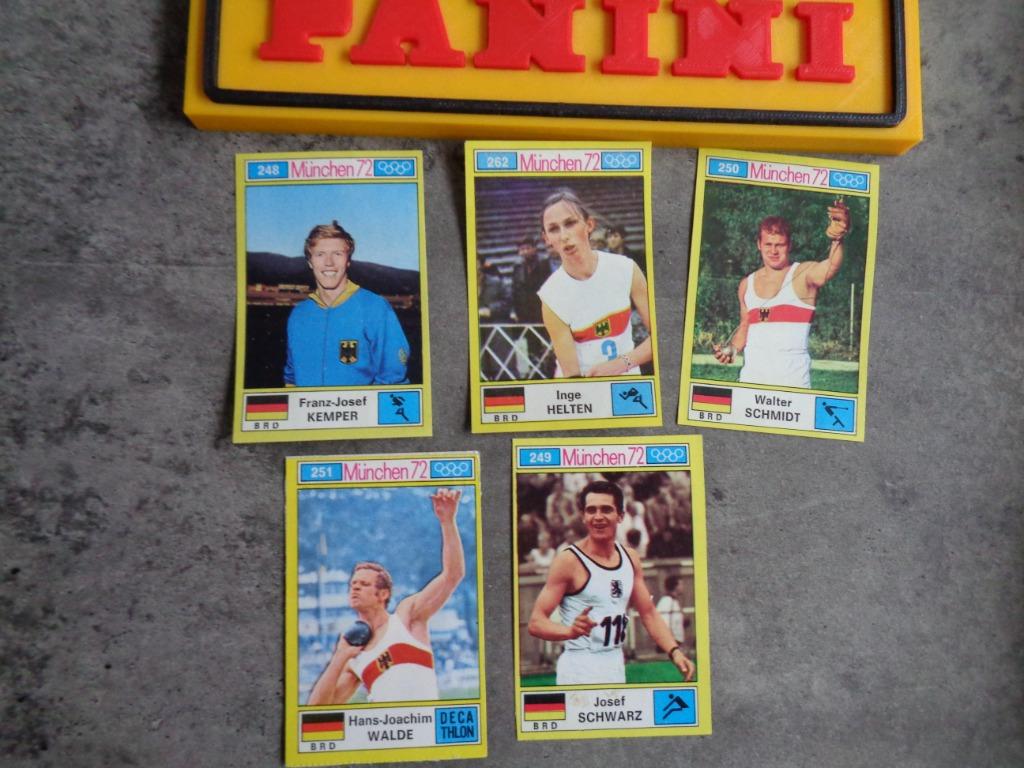 PANINI
248 München 72
Franz-Josef
KEMPER
BRD
262 München 72
Inge
HELTEN
BRD
2
250 München 72
Walter
SCHMIDT
BRD
251 München 72
Hans-Joachim
WALDE
BRD
DECA
THLON
249 München 72
Josef
SCHWARZ
BRD